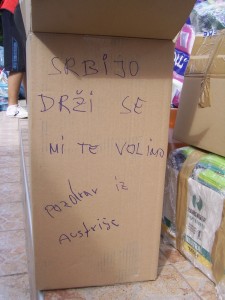 SRBIJO
DRŽI SE
MI TE VOLIMO
pozdrav iz
Austrije